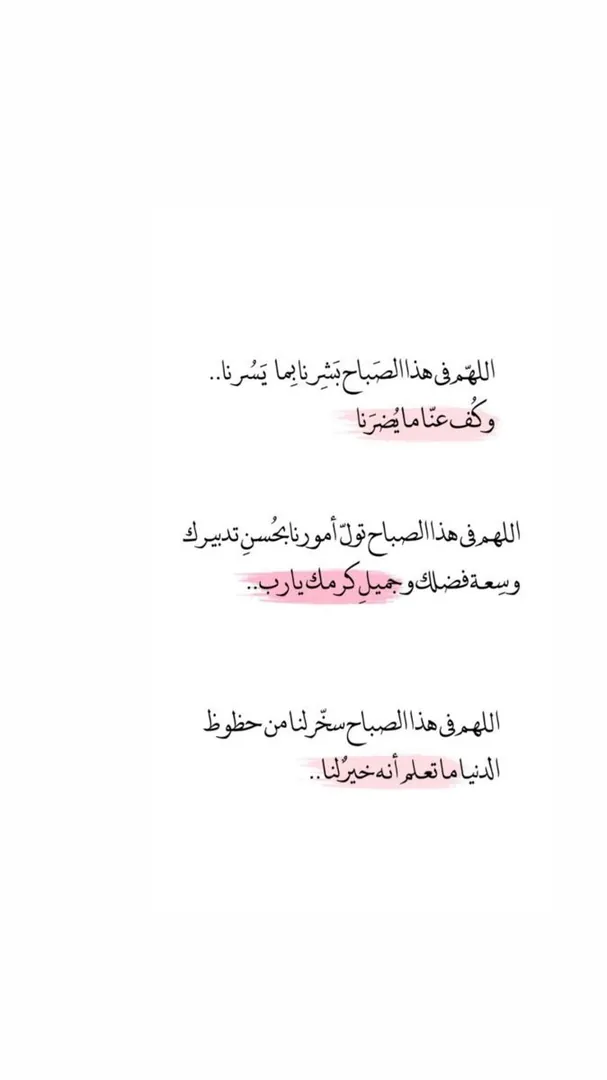 اللهّم في هذا الصَباح بَشِرنا بِما يَسُرنا..
وكُف عنّا ما يُضرَنا
اللهم في هذا الصباح تولّ أمورنا بحُسنِ تدبيرك
وسِعة فضلك و جميلِ كرمك يارب..
اللهم في هذا الصباح سخّر لنا من حظوظ
الدنيا ما تعلم أنه خيرٌ لنا..